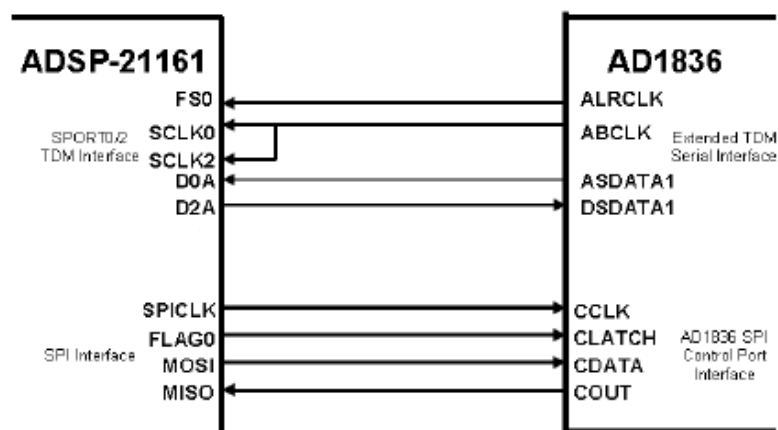 ADSP-21161
AD1836
FS0
ALRCLK
SPORT0/2
TDM Interface
SCLK0
ABCLK
Extended TDM
Serial Interface
SCLK2
D0A
ASDATA1
D2A
DSDATA1
SPICLK
CCLK
SPI Interface
FLAG0
CLATCH
AD1836 SPI
Control Port
Interface
MOSI
CDATA
MISO
COUT